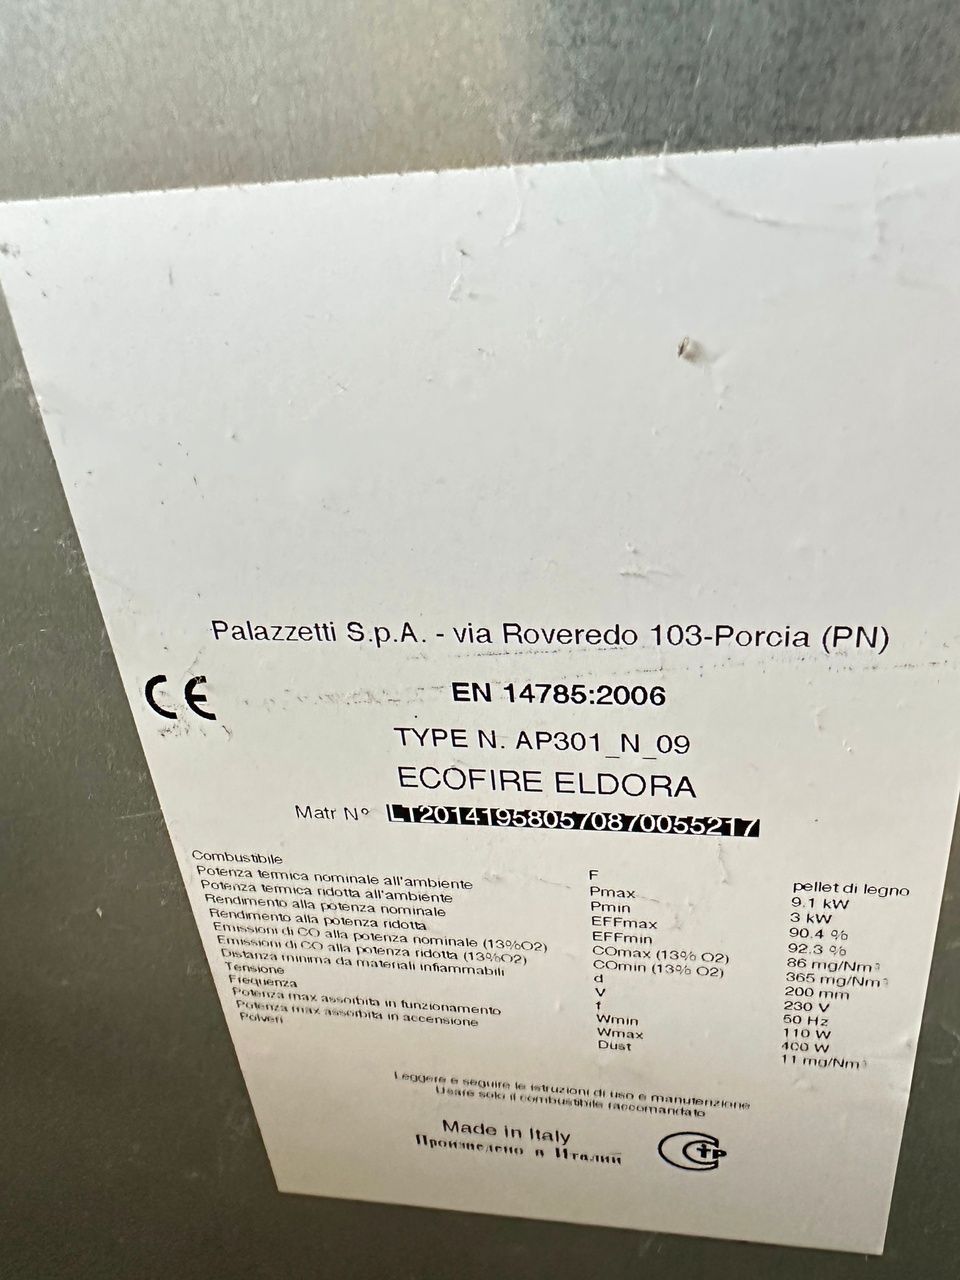 Palazzetti S.p.A. - via Roveredo 103-Porcia (PN)
CE EN 14785:2006
TYPE N. AP301_N_09
ECOFIRE ELDORA
Matr N° LT201419580570870055217
Combustibile F pellet di legno
Potenza termica nominale all'ambiente Pmax 9.1 kW
Potenza termica ridotta all'ambiente Pmin 3 kW
Rendimento alla potenza nominale EFFmax 90.4 %
Rendimento alla potenza ridotta EFFmin 92.3 %
Emissioni di CO alla potenza nominale (13%O2) COmax (13% O2) 86 mg/Nm³
Emissioni di CO alla potenza ridotta (13%O2) COmin (13% O2) 365 mg/Nm³
Distanza minima da materiali infiammabili d 200 mm
Tensione V 230 V
Frequenza f 50 Hz
Potenza max assorbita in funzionamento Wmin 110 W
Potenza max assorbita in accensione Wmax 400 W
Polveri Dust 11 mg/Nm³
Leggere e seguire le istruzioni di uso e manutenzione
Usare solo il combustibile raccomandato
Made in Italy
Произведено в Италии